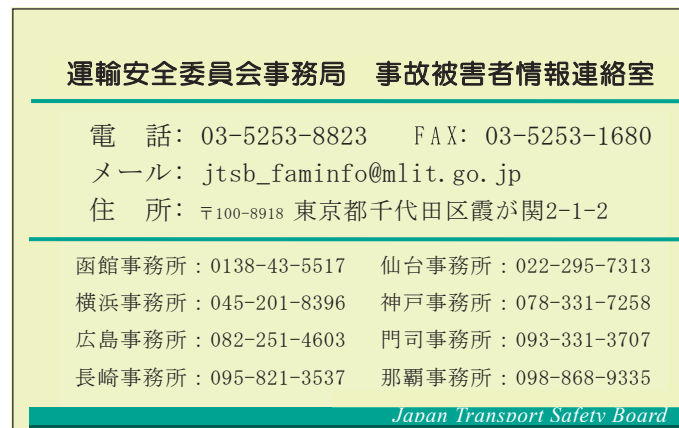 運輸安全委員会事務局　事故被害者情報連絡室
電　話: 03-5253-8823　FAX: 03-5253-1680
メール: jtsb_faminfo@mlit.go.jp
住　所: 〒100-8918 東京都千代田区霞が関2-1-2
函館事務所：0138-43-5517　仙台事務所：022-295-7313
横浜事務所：045-201-8396　神戸事務所：078-331-7258
広島事務所：082-251-4603　門司事務所：093-331-3707
長崎事務所：095-821-3537　那覇事務所：098-868-9335
Japan Transport Safety Board